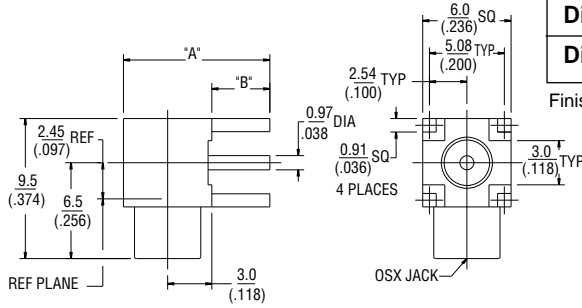 "A"
"B"
6.0 SQ
(.236)
5.08 TYP
(.200)
2.54 TYP
(.100)
0.97 DIA
.038
2.45 REF
(.097)
0.91 SQ
(.036)
4 PLACES
3.0 TYP
(.118)
9.5
(.374)
6.5
(.256)
REF PLANE
3.0
(.118)
OSX JACK
Di
Di
Finis